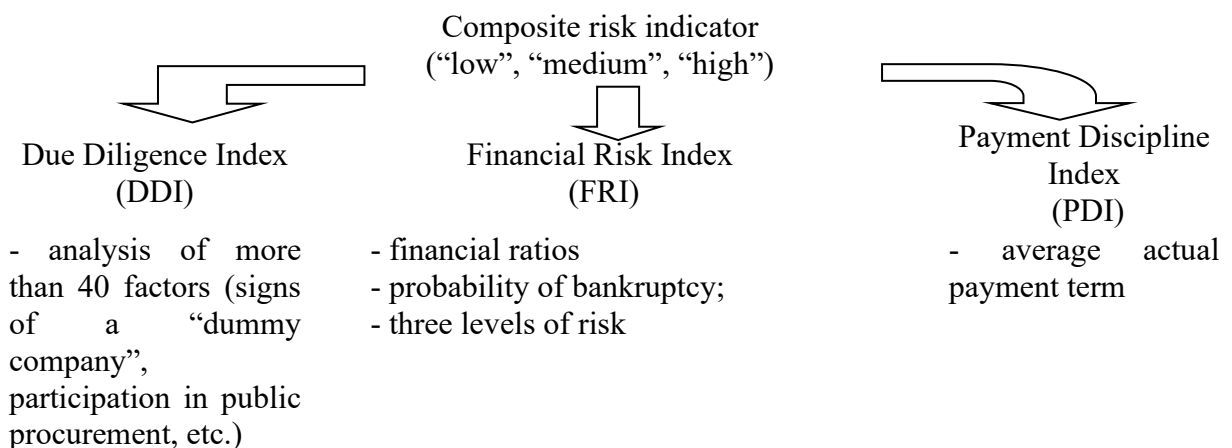 Composite risk indicator
(“low”, “medium”, “high”)
Due Diligence Index
(DDI)
- analysis of more
than 40 factors (signs
of a “dummy
company”,
participation in public
procurement, etc.)
Financial Risk Index
(FRI)
- financial ratios
- probability of bankruptcy;
- three levels of risk
Payment Discipline
Index
(PDI)
- average actual
payment term